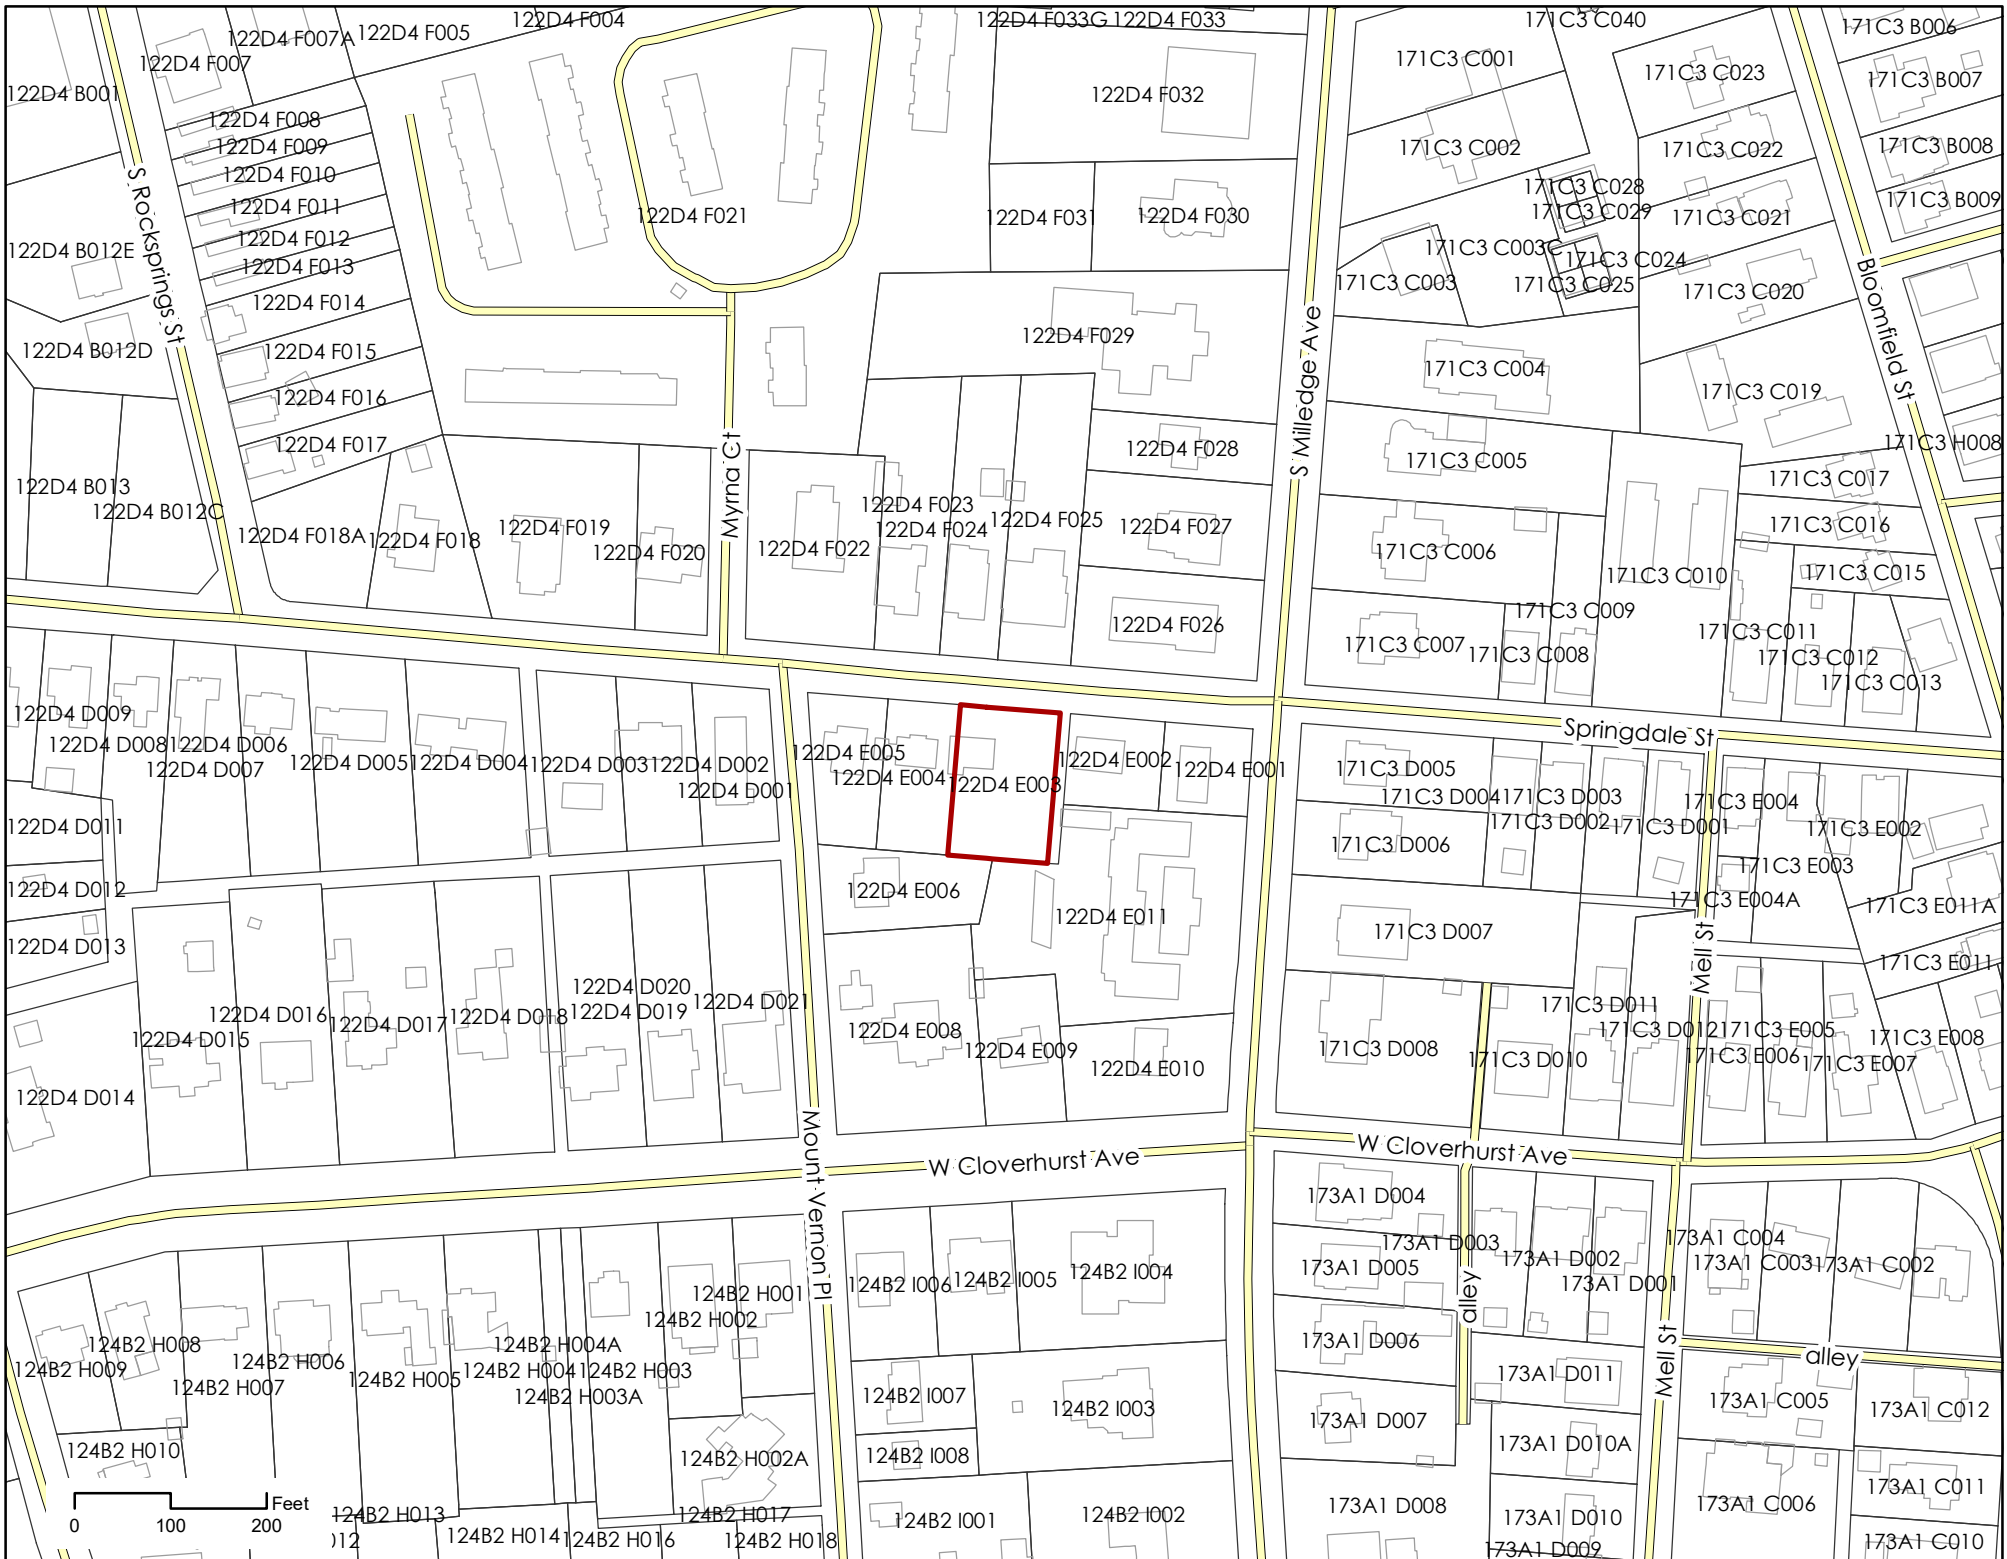 122D4 F004
122D4 F033G 122D4 F033
171C3 C040
171C3 B006
122D4 F007A
122D4 F005
122D4 F007
171C3 C001
171C3 C023
171C3 B007
122D4 B001
122D4 F032
122D4 F008
122D4 F009
171C3 C002
171C3 C022
171C3 B008
122D4 F010
171C3 C028
171C3 B009
122D4 F011
122D4 F021
122D4 F031
122D4 F030
171C3 C029
171C3 C021
S Rocksprings St
122D4 B012E
122D4 F012
171C3 C003C
171C3 C024
122D4 F013
171C3 C003
171C3 C025
171C3 C020
122D4 F014
Bloomfield St
122D4 F029
S Milledge Ave
122D4 B012D
122D4 F015
171C3 C004
122D4 F016
171C3 C019
122D4 F017
122D4 F028
171C3 C005
171C3 H008
171C3 C017
122D4 B013
122D4 B012C
Myrna Ct
122D4 F023
122D4 F024
122D4 F025
122D4 F027
171C3 C016
122D4 F018A
122D4 F018
122D4 F019
122D4 F020
122D4 F022
171C3 C006
171C3 C010
171C3 C015
122D4 F026
171C3 C009
171C3 C007
171C3 C008
171C3 C011
171C3 C012
171C3 C013
122D4 D009
122D4 D008
122D4 D006
122D4 D007
122D4 D005
122D4 D004
122D4 D003
122D4 D002
122D4 D001
122D4 E005
122D4 E004
122D4 E003
122D4 E002
122D4 E001
Springdale St
171C3 D005
171C3 D004
171C3 D003
171C3 D002
171C3 D001
171C3 E004
171C3 E002
122D4 D011
171C3 D006
171C3 E003
122D4 D012
122D4 E006
122D4 E011
171C3 E004A
171C3 E011A
122D4 D013
171C3 D007
Mell St
171C3 E011
122D4 D020
122D4 D016
122D4 D017
122D4 D018
122D4 D019
122D4 D021
122D4 D015
122D4 E008
122D4 E009
122D4 E010
171C3 D011
171C3 D012
171C3 E005
171C3 E008
171C3 D008
171C3 D010
171C3 E006
171C3 E007
122D4 D014
Mount Vernon Pl
W Cloverhurst Ave
W Cloverhurst Ave
173A1 D004
173A1 D003
173A1 D002
173A1 C004
173A1 D005
173A1 D001
173A1 C003
173A1 C002
124B2 H001
124B2 I006
124B2 I005
124B2 I004
124B2 H002
alley
173A1 D006
124B2 H008
124B2 H009
124B2 H006
124B2 H007
124B2 H005
124B2 H004A
124B2 H004
124B2 H003
124B2 H003A
alley
Mell St
124B2 I007
124B2 I003
173A1 D007
173A1 D011
173A1 C005
173A1 C012
124B2 H010
124B2 H002A
124B2 I008
173A1 D010A
173A1 C011
Feet
0 100 200
124B2 H013
012
124B2 H014
124B2 H016
124B2 H017
124B2 H018
124B2 I001
124B2 I002
173A1 D008
173A1 D010
173A1 D009
173A1 C006
173A1 C010